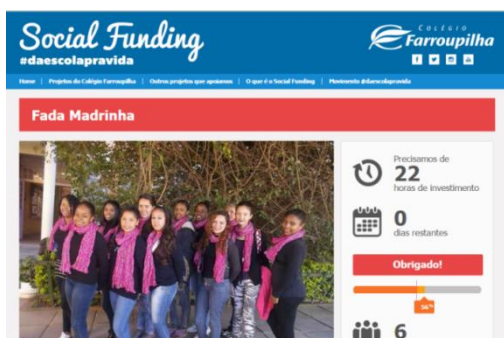 Social Funding
#daescolapravida
COLÉGIO
Farroupilha
Home | Projetos do Colégio Farroupilha | Outros projetos que apoiamos | O que é o Social Funding | Movimento #daescolapravida
Fada Madrinha
Precisamos de
22
horas de investimento
0
dias restantes
Obrigado!
56%
6